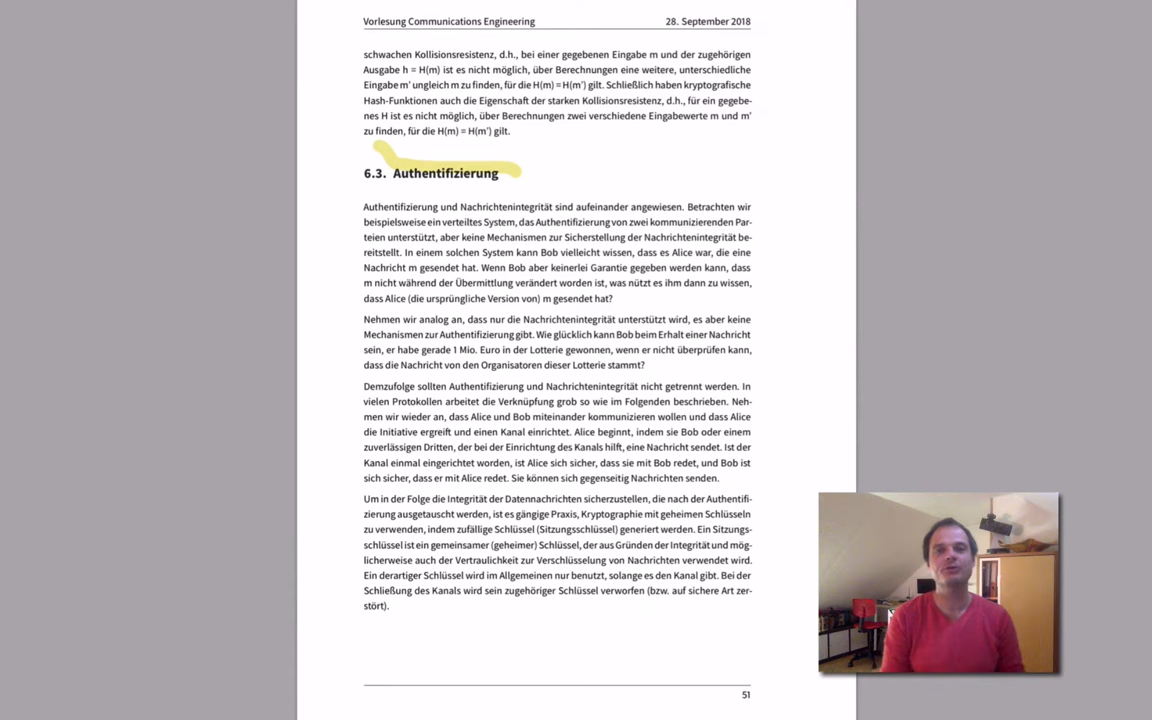 Vorlesung Communications Engineering 28. September 2018
schwachen Kollisionsresistenz, d.h., bei einer gegebenen Eingabe m und der zugehörigen
Ausgabe h = H(m) ist es nicht möglich, über Berechnungen eine weitere, unterschiedliche
Eingabe m' ungleich m zu finden, für die H(m) = H(m') gilt. Schließlich haben kryptografische
Hash-Funktionen auch die Eigenschaft der starken Kollisionsresistenz, d.h., für ein gegebe-
nes H ist es nicht möglich, über Berechnungen zwei verschiedene Eingabewerte m und m'
zu finden, für die H(m) = H(m') gilt.
6.3. Authentifizierung
Authentifizierung und Nachrichtenintegrität sind aufeinander angewiesen. Betrachten wir
beispielsweise ein verteiltes System, das Authentifizierung von zwei kommunizierenden Par-
teien unterstützt, aber keine Mechanismen zur Sicherstellung der Nachrichtenintegrität be-
reitstellt. In einem solchen System kann Bob vielleicht wissen, dass es Alice war, die eine
Nachricht m gesendet hat. Wenn Bob aber keinerlei Garantie gegeben werden kann, dass
m nicht während der Übermittlung verändert worden ist, was nützt es ihm dann zu wissen,
dass Alice (die ursprüngliche Version von) m gesendet hat?
Nehmen wir analog an, dass nur die Nachrichtenintegrität unterstützt wird, es aber keine
Mechanismen zur Authentifizierung gibt. Wie glücklich kann Bob beim Erhalt einer Nachricht
sein, er habe gerade 1 Mio. Euro in der Lotterie gewonnen, wenn er nicht überprüfen kann,
dass die Nachricht von den Organisatoren dieser Lotterie stammt?
Demzufolge sollten Authentifizierung und Nachrichtenintegrität nicht getrennt werden. In
vielen Protokollen arbeitet die Verknüpfung grob so wie im Folgenden beschrieben. Neh-
men wir wieder an, dass Alice und Bob miteinander kommunizieren wollen und dass Alice
die Initiative ergreift und einen Kanal einrichtet. Alice beginnt, indem sie Bob oder einem
zuverlässigen Dritten, der bei der Einrichtung des Kanals hilft, eine Nachricht sendet. Ist der
Kanal einmal eingerichtet worden, ist Alice sich sicher, dass sie mit Bob redet, und Bob ist
sich sicher, dass er mit Alice redet. Sie können sich gegenseitig Nachrichten senden.
Um in der Folge die Integrität der Datennachrichten sicherzustellen, die nach der Authentifi-
zierung ausgetauscht werden, ist es gängige Praxis, Kryptographie mit geheimen Schlüsseln
zu verwenden, indem zufällige Schlüssel (Sitzungsschlüssel) generiert werden. Ein Sitzungs-
schlüssel ist ein gemeinsamer (geheimer) Schlüssel, der aus Gründen der Integrität und mög-
licherweise auch der Vertraulichkeit zur Verschlüsselung von Nachrichten verwendet wird.
Ein derartiger Schlüssel wird im Allgemeinen nur benutzt, solange es den Kanal gibt. Bei der
Schließung des Kanals wird sein zugehöriger Schlüssel verworfen (bzw. auf sichere Art zer-
stört).
51